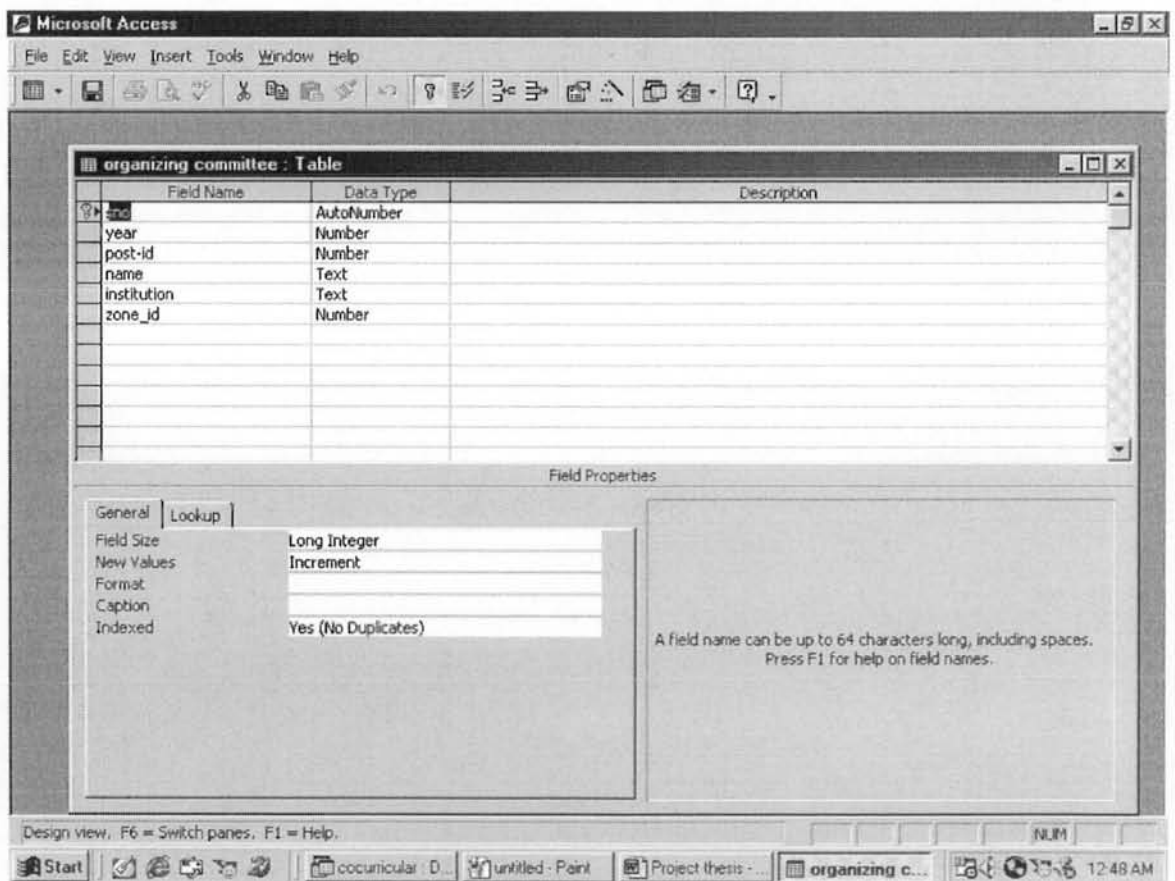 Microsoft Access
File Edit View Insert Tools Window Help
organizing committee : Table
Field Name Data Type Description
sno AutoNumber
year Number
post-id Number
name Text
institution Text
zone_id Number
Field Properties
General Lookup
Field Size Long Integer
New Values Increment
Format
Caption
Indexed Yes (No Duplicates)
A field name can be up to 64 characters long, including spaces.
Press F1 for help on field names.
Design view. F6 = Switch panes. F1 = Help.
NUM
Start cocuricular : D... untitled - Paint Project thesis - ... organizing c... 12:48 AM